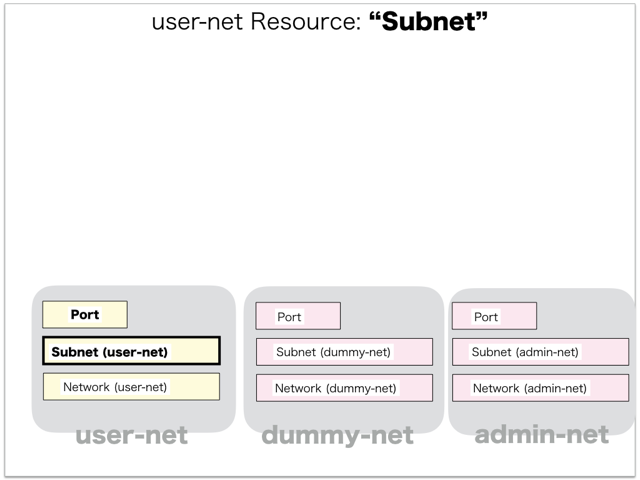 user-net Resource: “Subnet”
Port
Subnet (user-net)
Network (user-net)
user-net
Port
Subnet (dummy-net)
Network (dummy-net)
dummy-net
Port
Subnet (admin-net)
Network (admin-net)
admin-net